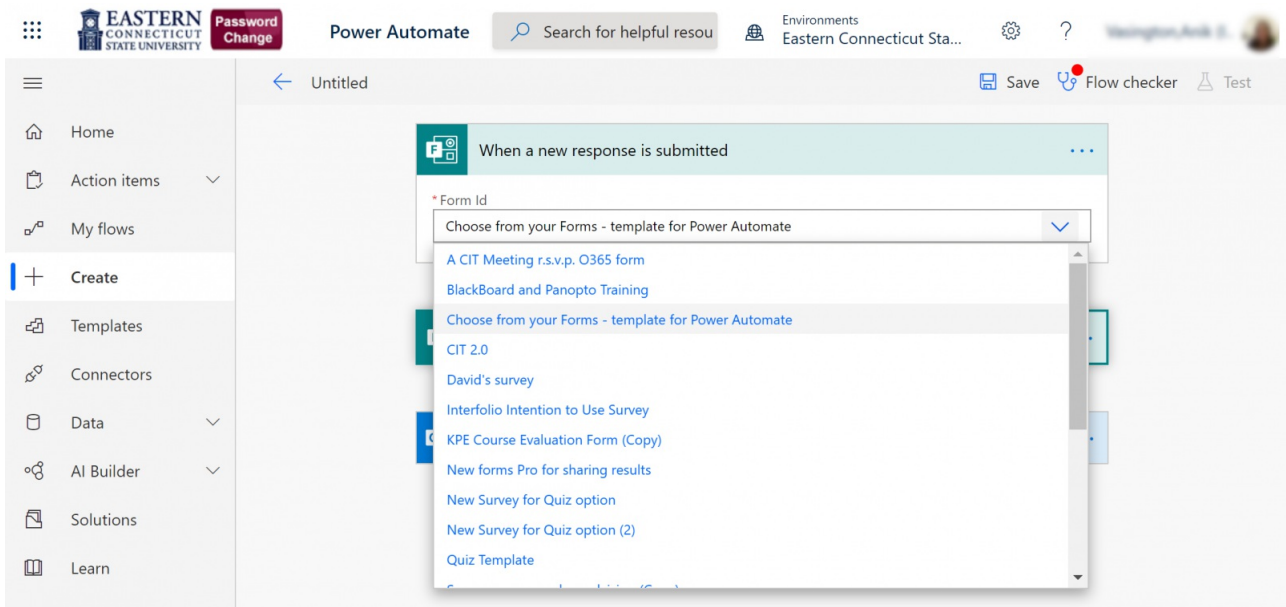 EASTERN
CONNECTICUT
STATE UNIVERSITY
Password
Change
Power Automate
Search for helpful resou
Environments
Eastern Connecticut Sta...
?
Untitled
Save
Flow checker
Test
Home
Action items
My flows
Create
Templates
Connectors
Data
AI Builder
Solutions
Learn
When a new response is submitted
...
* Form Id
Choose from your Forms - template for Power Automate
A CIT Meeting r.s.v.p. O365 form
BlackBoard and Panopto Training
Choose from your Forms - template for Power Automate
CIT 2.0
David's survey
Interfolio Intention to Use Survey
KPE Course Evaluation Form (Copy)
New forms Pro for sharing results
New Survey for Quiz option
New Survey for Quiz option (2)
Quiz Template